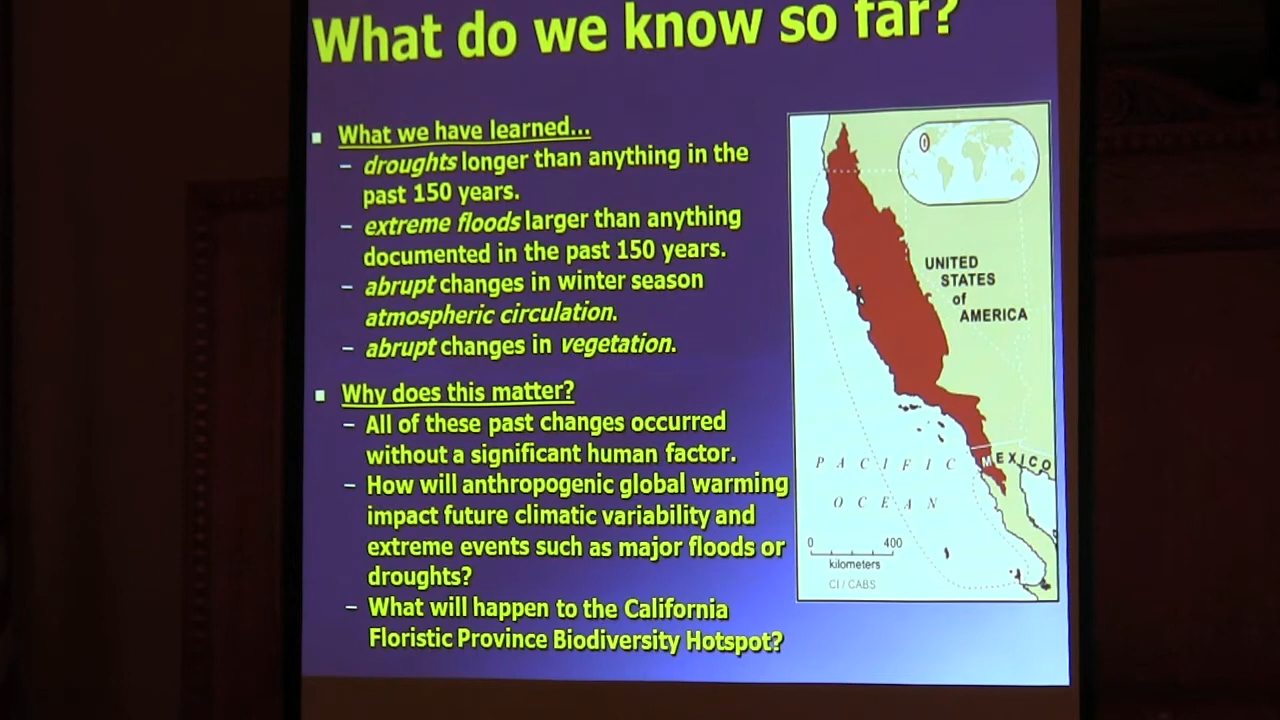 What do we know so far?
What we have learned...
– droughts longer than anything in the
past 150 years.
– extreme floods larger than anything
documented in the past 150 years.
– abrupt changes in winter season
atmospheric circulation.
– abrupt changes in vegetation.
Why does this matter?
– All of these past changes occurred
without a significant human factor.
– How will anthropogenic global warming
impact future climatic variability and
extreme events such as major floods or
droughts?
– What will happen to the California
Floristic Province Biodiversity Hotspot?
UNITED
STATES
of
AMERICA
MEXICO
PACIFIC
OCEAN
0 400
kilometers
CI / CABS